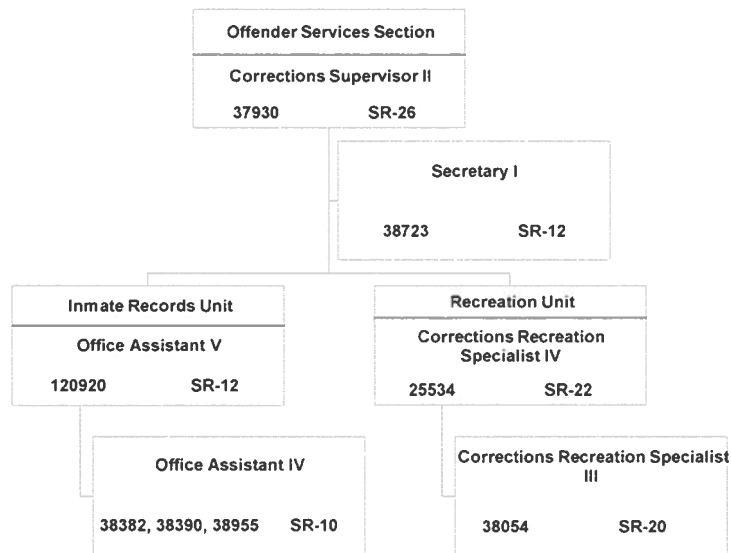 Offender Services Section
Corrections Supervisor II
37930 SR-26
Secretary I
38723 SR-12
Inmate Records Unit
Office Assistant V
120920 SR-12
Recreation Unit
Corrections Recreation
Specialist IV
25534 SR-22
Office Assistant IV
38382, 38390, 38955 SR-10
Corrections Recreation Specialist
III
38054 SR-20